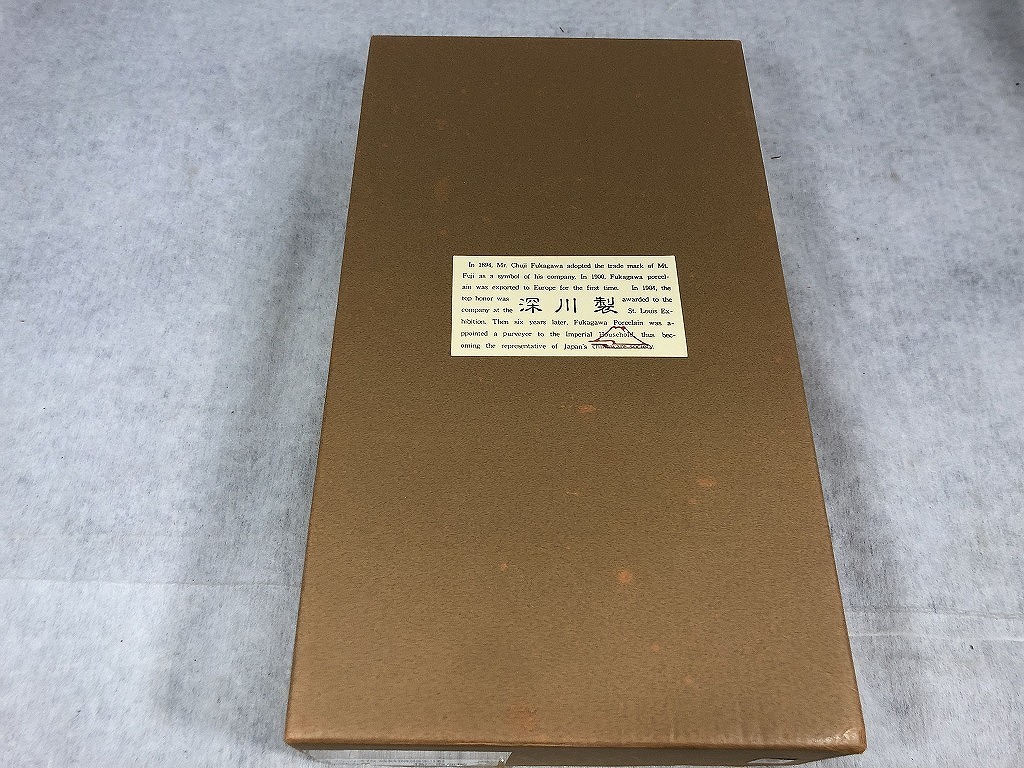 In 1894, Mr. Chuji Fukagawa adopted the trade mark of Mt.
Fuji as a symbol of his company. In 1900, Fukagawa porcel-
ain was exported to Europe for the first time. In 1904, the
top honor was 深川製 awarded to the
company at the St. Louis Ex-
hibition. Then six years later, Fukagawa Porcelain was a-
ppointed a purveyor to the Imperial Household, thus bec-
oming the representative of Japan's chinaware society.